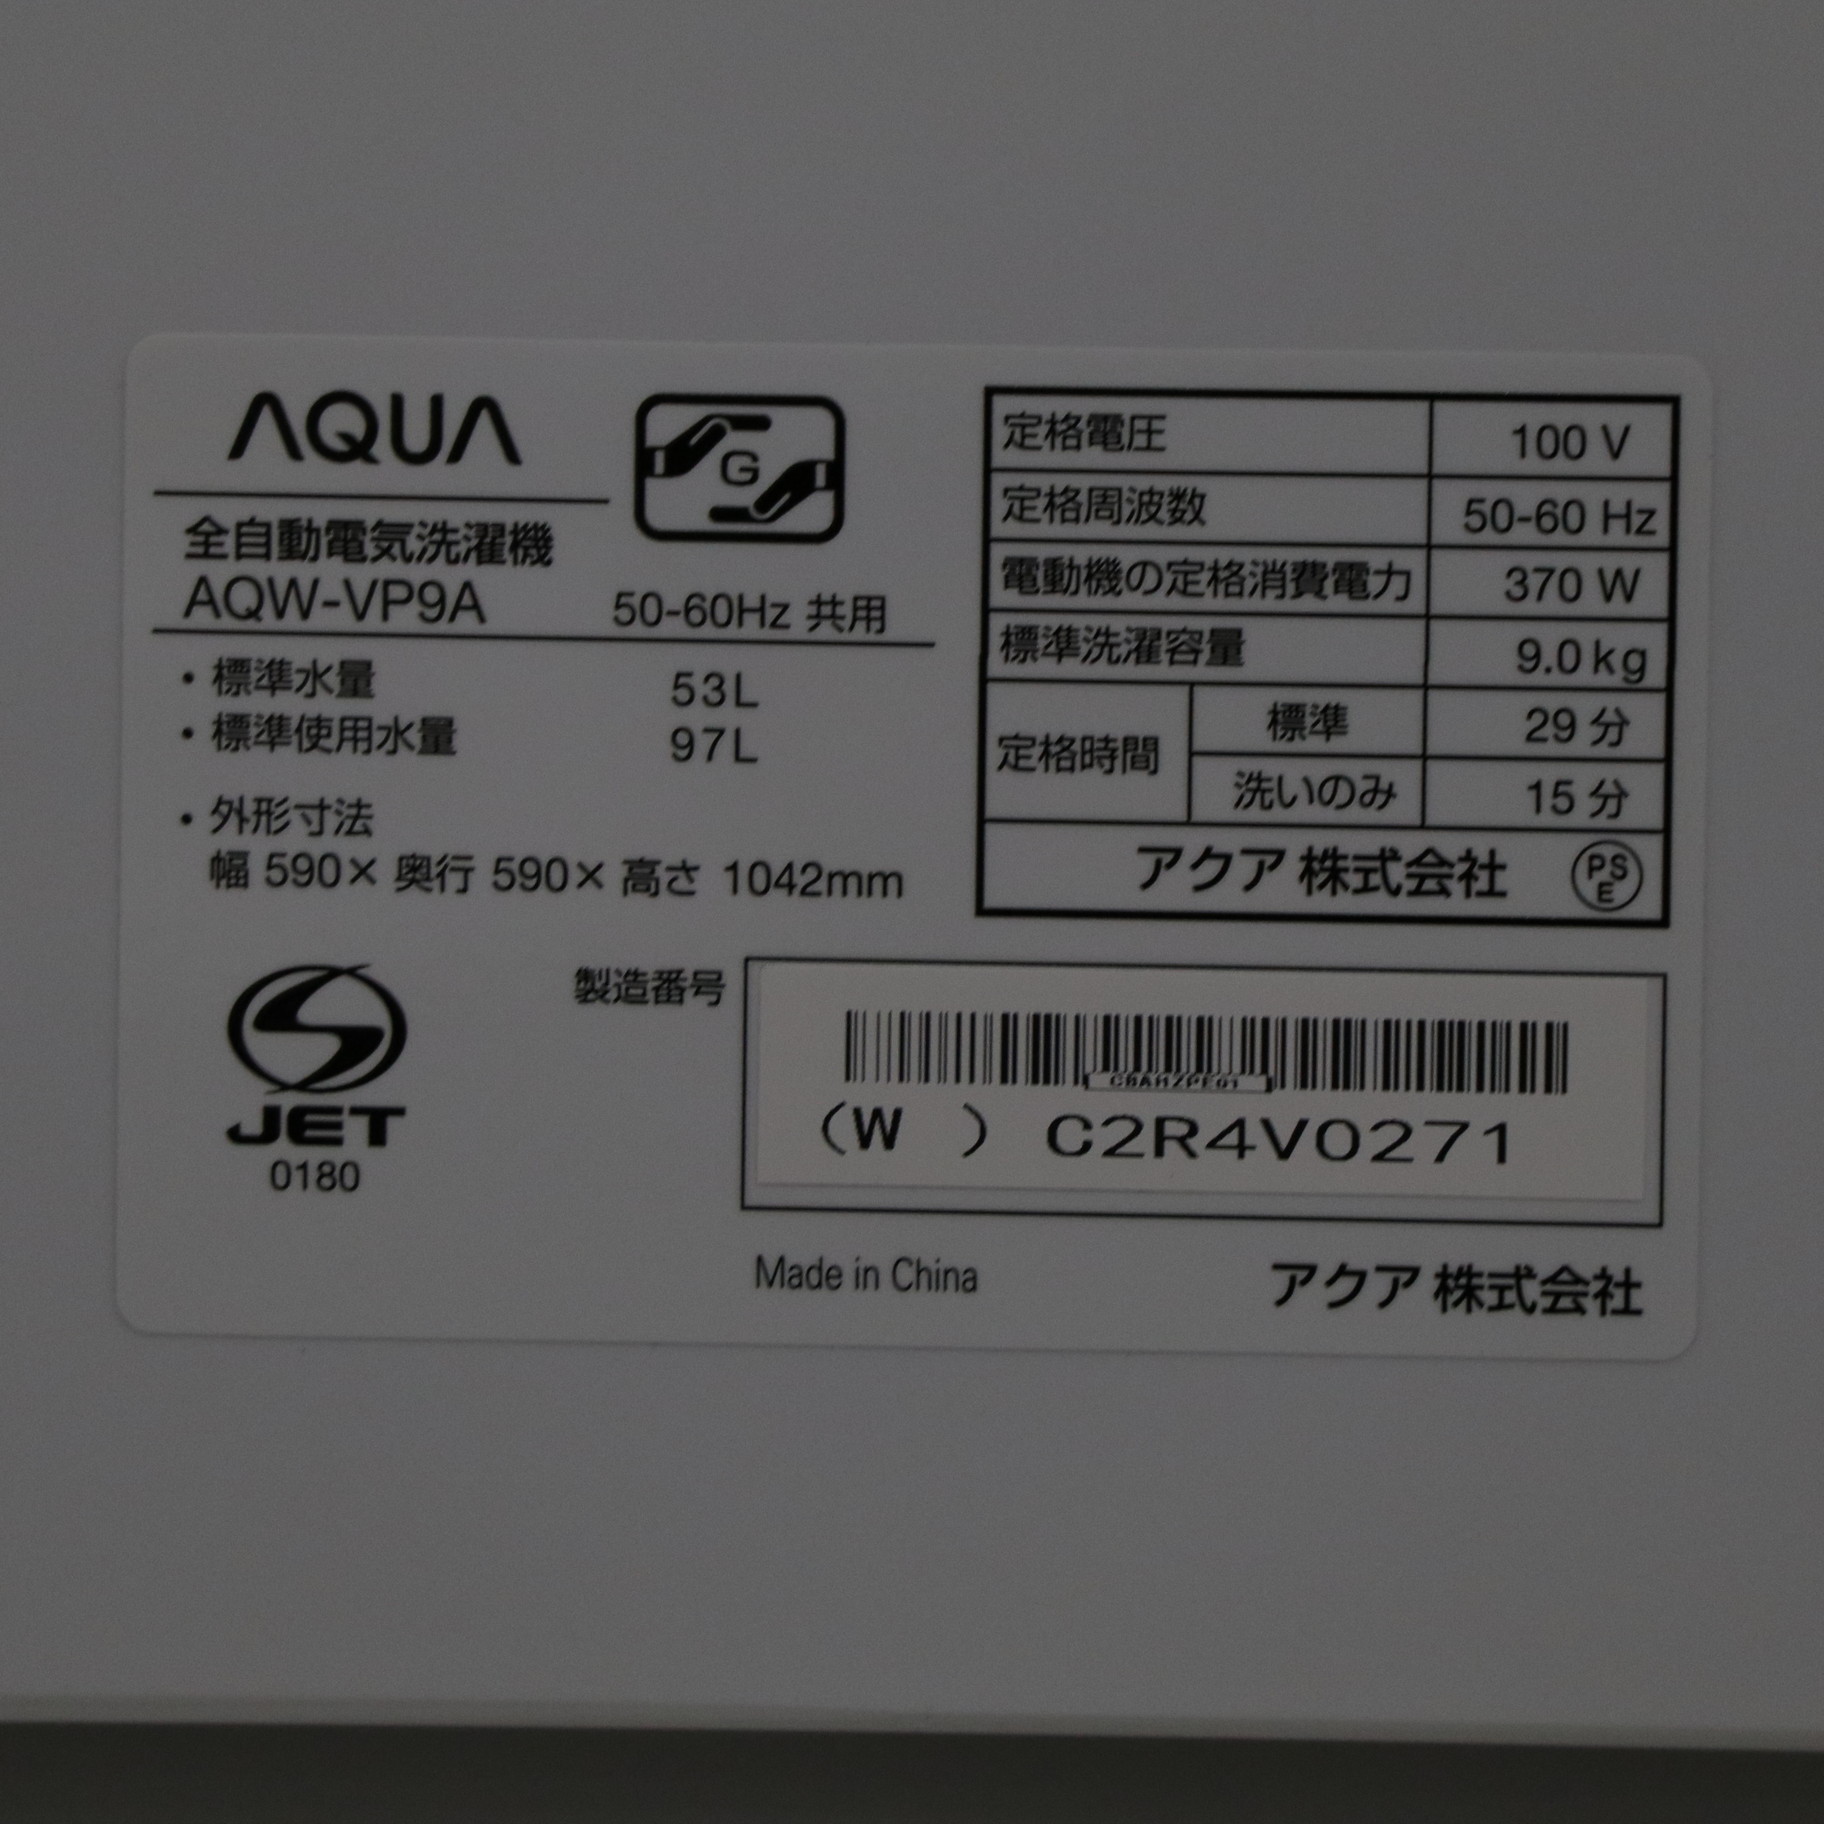 AQUA
G
全自動電気洗濯機
AQW-VP9A
50-60Hz 共用
・標準水量 53L
・標準使用水量 97L
・外形寸法
幅 590× 奥行 590× 高さ 1042mm
定格電圧 100 V
定格周波数 50-60 Hz
電動機の定格消費電力 370 W
標準洗濯容量 9.0kg
定格時間 標準 29 分
洗いのみ 15 分
アクア 株式会社 PSE
JET
0180
製造番号
(W ) C2R4V0271
Made in China
アクア 株式会社